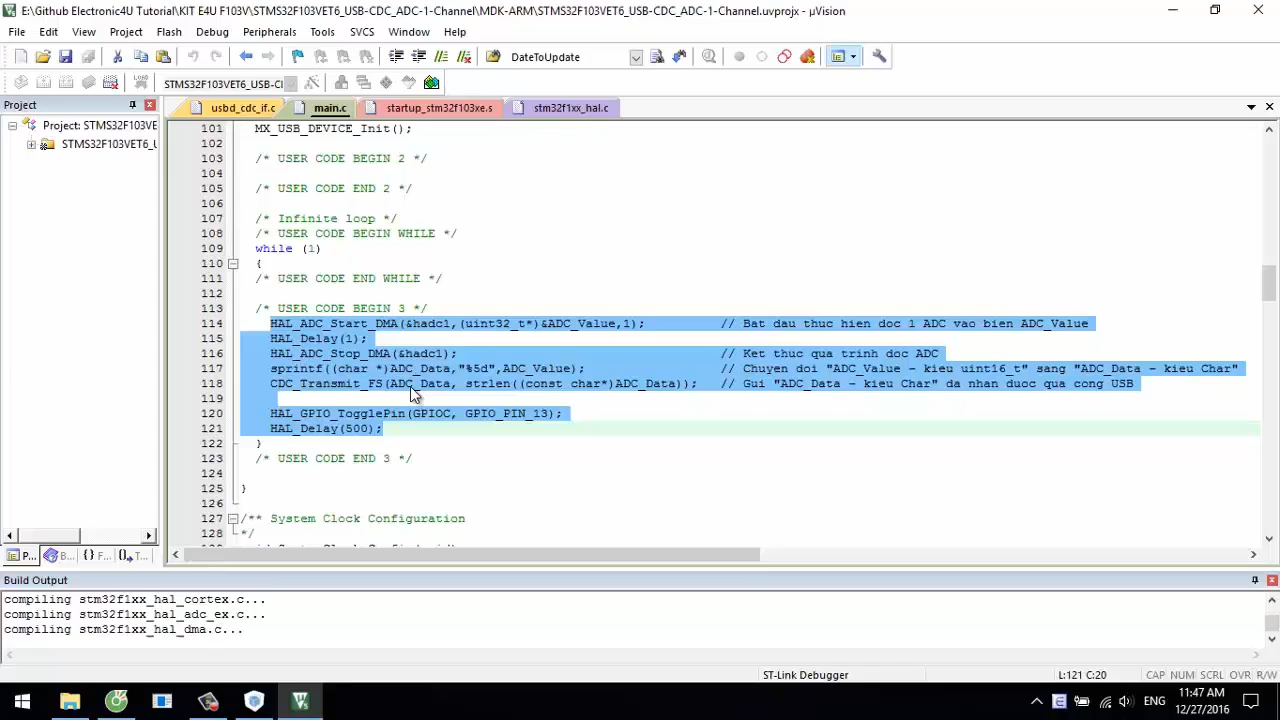 E:\Github Electronic4U Tutorial\KIT E4U F103V\STMS32F103VET6_USB-CDC_ADC-1-Channel\MDK-ARM\STMS32F103VET6_USB-CDC_ADC-1-Channel.uvprojx - µVision
File Edit View Project Flash Debug Peripherals Tools SVCS Window Help
DateToUpdate
LOAD STMS32F103VET6_USB-CI
Project
usbd_cdc_if.c main.c startup_stm32f103xe.s stm32f1xx_hal.c
Project: STMS32F103VE
STMS32F103VET6_U
101 MX_USB_DEVICE_Init();
102
103 /* USER CODE BEGIN 2 */
104
105 /* USER CODE END 2 */
106
107 /* Infinite loop */
108 /* USER CODE BEGIN WHILE */
109 while (1)
110 {
111 /* USER CODE END WHILE */
112
113 /* USER CODE BEGIN 3 */
114 HAL_ADC_Start_DMA(&hadc1,(uint32_t*)&ADC_Value,1); // Bat dau thuc hien doc 1 ADC vao bien ADC_Value
115 HAL_Delay(1);
116 HAL_ADC_Stop_DMA(&hadc1); // Ket thuc qua trinh doc ADC
117 sprintf((char *)ADC_Data,"%5d",ADC_Value); // Chuyen doi "ADC_Value - kieu uint16_t" sang "ADC_Data - kieu Char"
118 CDC_Transmit_FS(ADC_Data, strlen((const char*)ADC_Data)); // Gui "ADC_Data - kieu Char" da nhan duoc qua cong USB
119
120 HAL_GPIO_TogglePin(GPIOC, GPIO_PIN_13);
121 HAL_Delay(500);
122 }
123 /* USER CODE END 3 */
124
125 }
126
127 /** System Clock Configuration
128 */
P... B... {} F... T...
Build Output
compiling stm32f1xx_hal_cortex.c...
compiling stm32f1xx_hal_adc_ex.c...
compiling stm32f1xx_hal_dma.c...
ST-Link Debugger L:121 C:20 CAP NUM SCRL OVR R/W
ENG 11:47 AM
12/27/2016